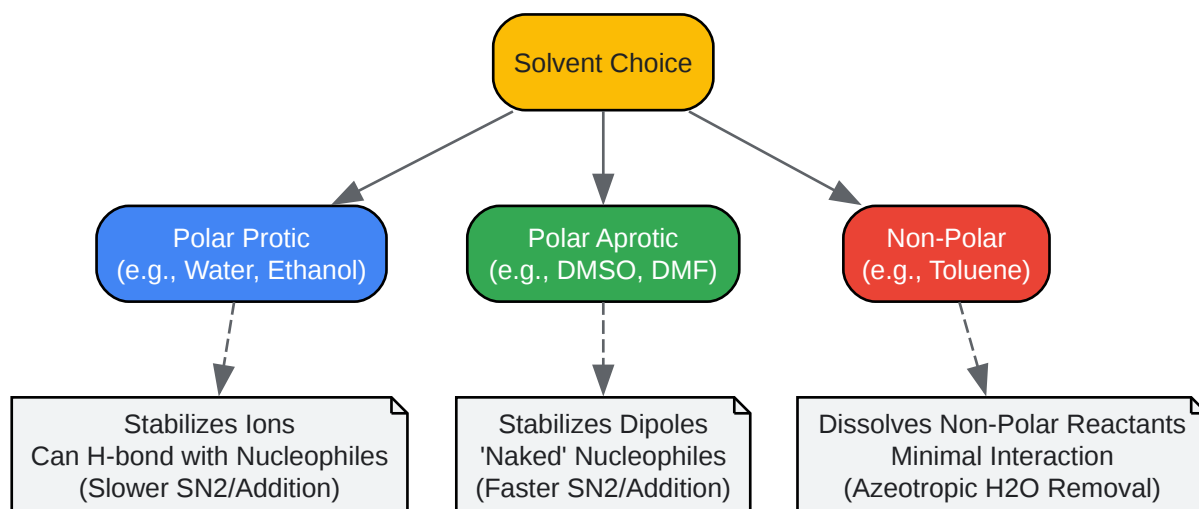 Solvent Choice
Polar Protic
(e.g., Water, Ethanol)
Polar Aprotic
(e.g., DMSO, DMF)
Non-Polar
(e.g., Toluene)
Stabilizes Ions
Can H-bond with Nucleophiles
(Slower SN2/Addition)
Stabilizes Dipoles
'Naked' Nucleophiles
(Faster SN2/Addition)
Dissolves Non-Polar Reactants
Minimal Interaction
(Azeotropic H2O Removal)